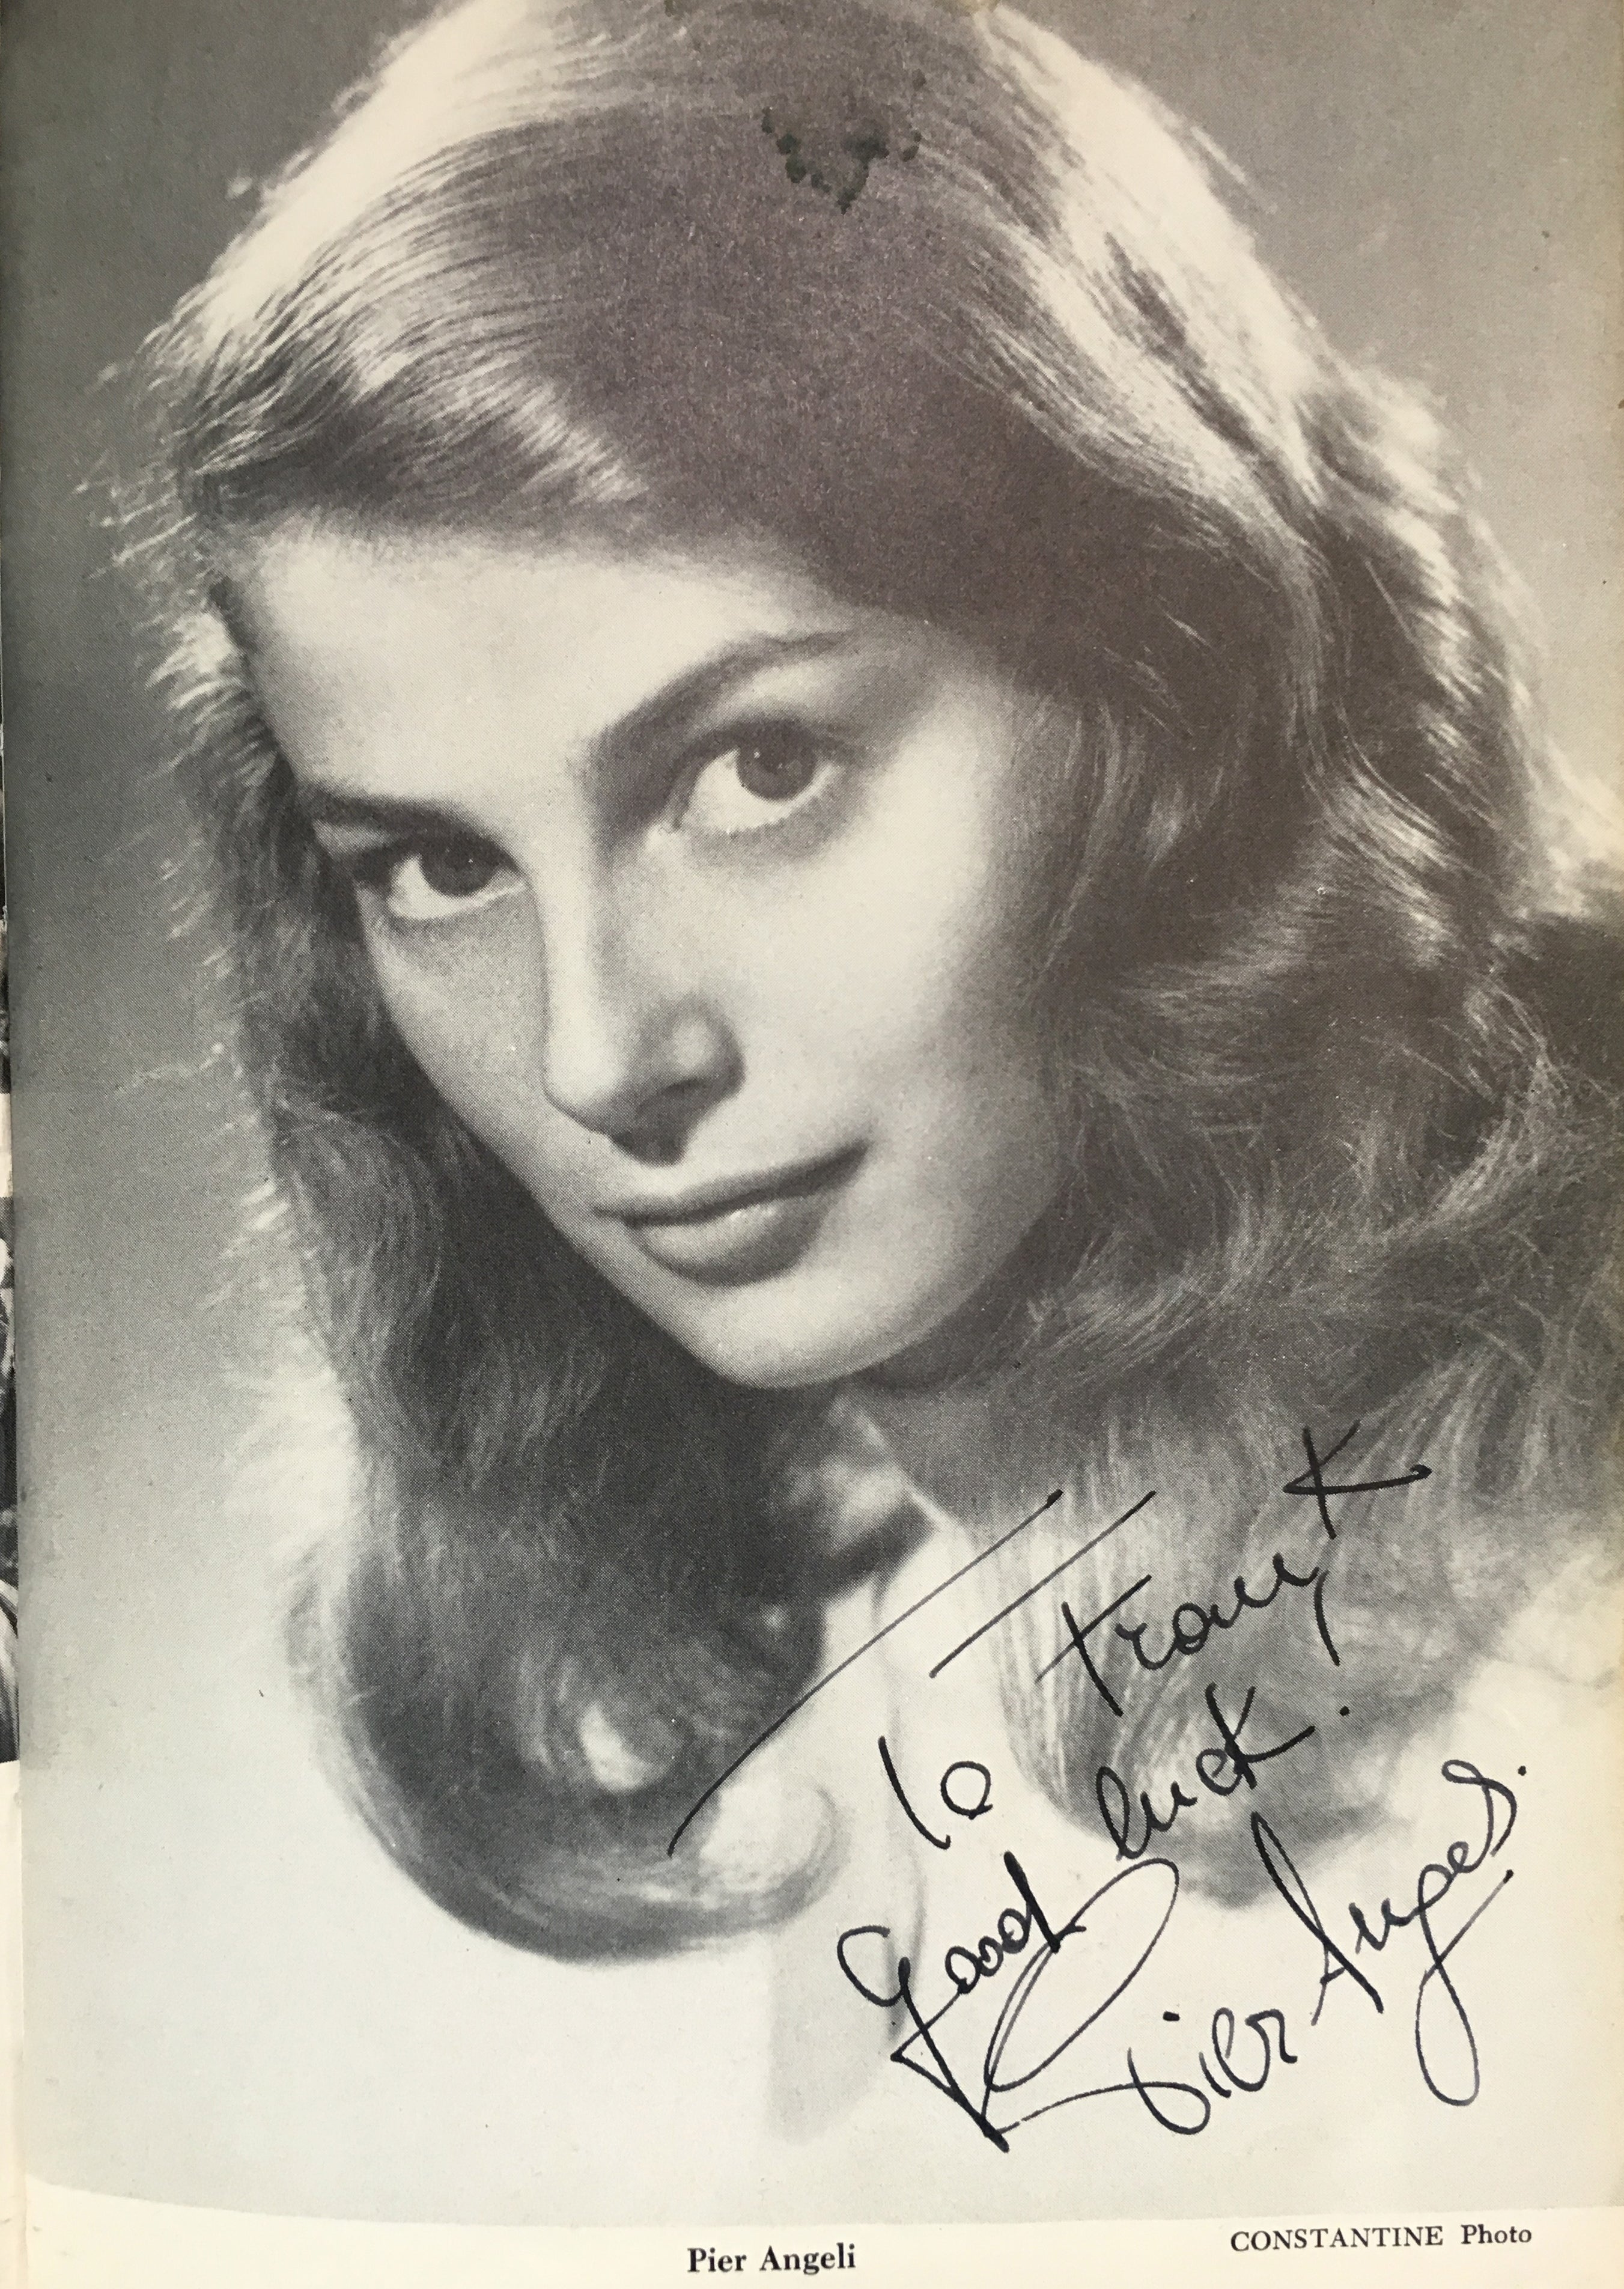 To Frank
Good luck!
Pier Angeli
Pier Angeli
CONSTANTINE Photo